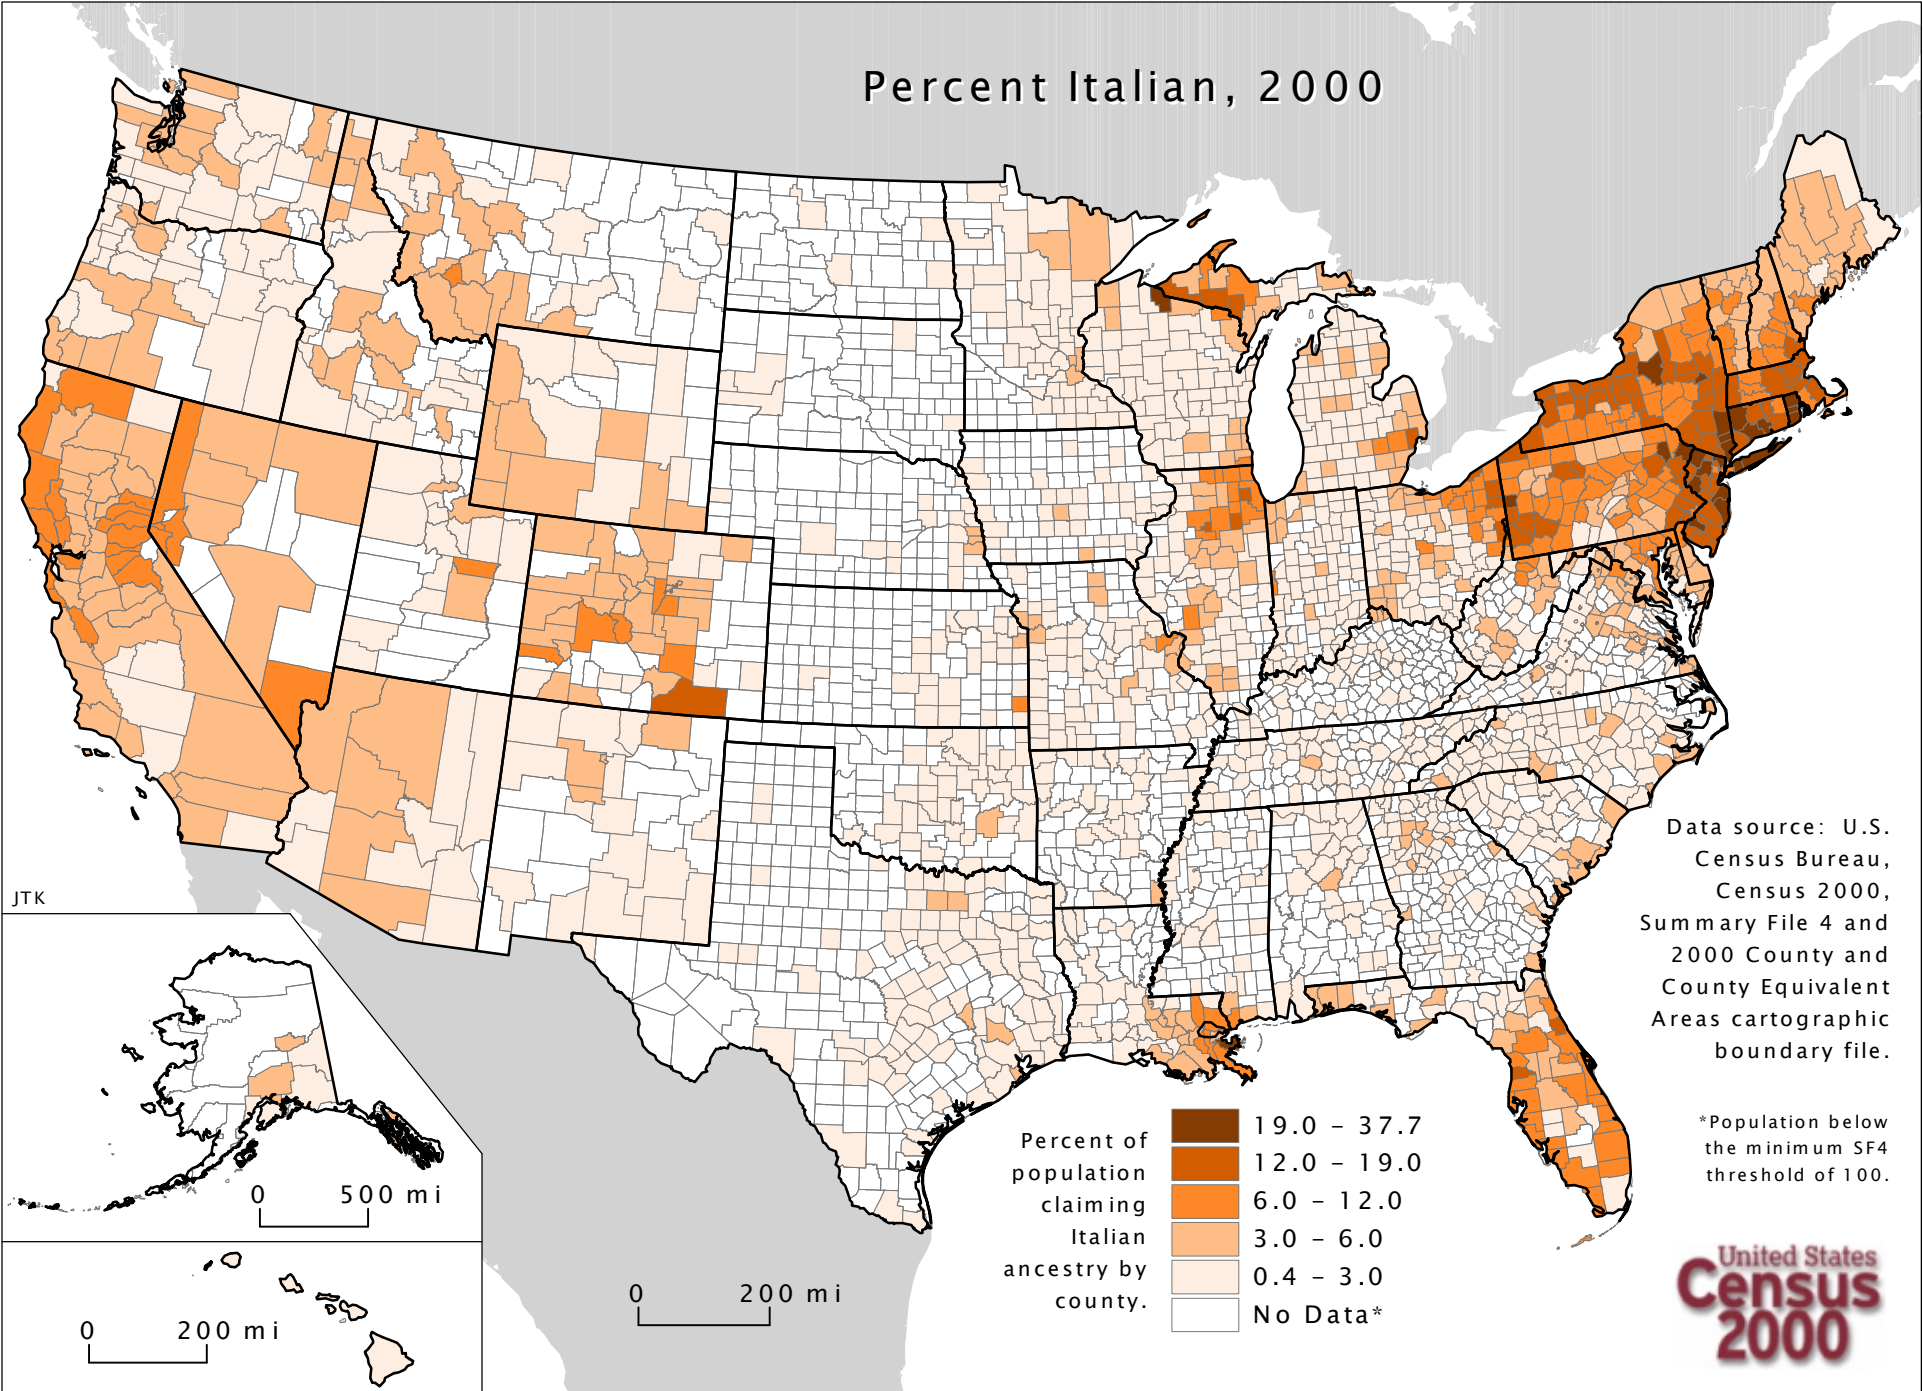 Percent Italian, 2000
Data source: U.S.
Census Bureau,
Census 2000,
Summary File 4 and
2000 County and
County Equivalent
Areas cartographic
boundary file.
*Population below
the minimum SF4
threshold of 100.
JTK
0 500 mi
0 200 mi
0 200 mi
Percent of
population
claiming
Italian
ancestry by
county.
19.0 – 37.7
12.0 – 19.0
6.0 – 12.0
3.0 – 6.0
0.4 – 3.0
No Data*
United States
Census
2000